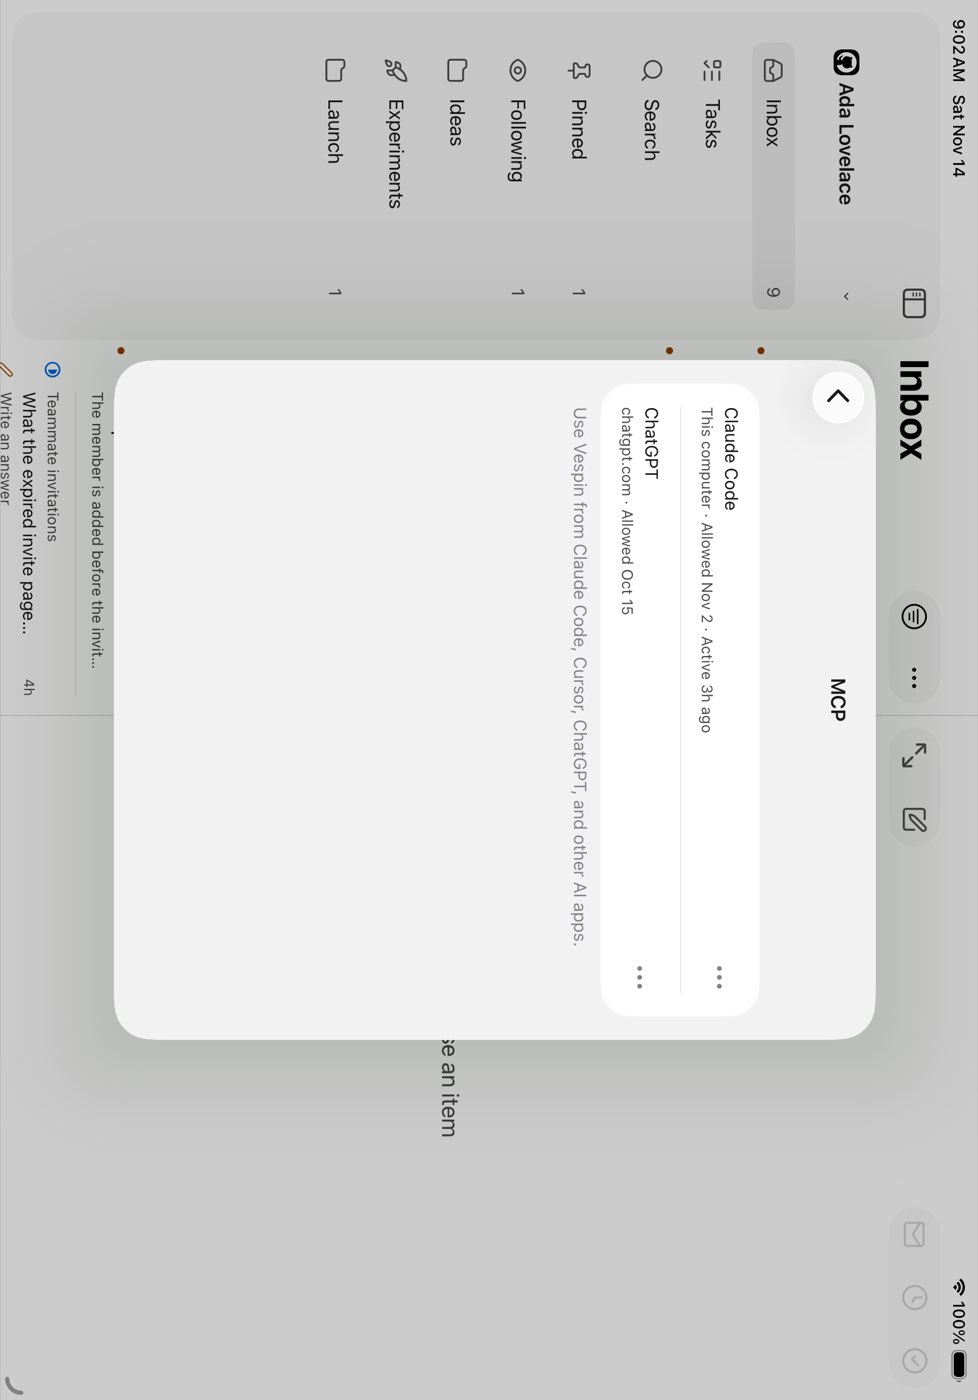 9:02 AM Sat Nov 14
100%
Ada Lovelace
Inbox 9
Tasks
Search
Pinned 1
Following 1
Ideas
Experiments
Launch 1
Inbox
MCP
Claude Code
This computer · Allowed Nov 2 · Active 3h ago
ChatGPT
chatgpt.com · Allowed Oct 15
Use Vespin from Claude Code, Cursor, ChatGPT, and other AI apps.
an item
The member is added before the invit...
Teammate invitations
What the expired invite page... 4h
Write an answer